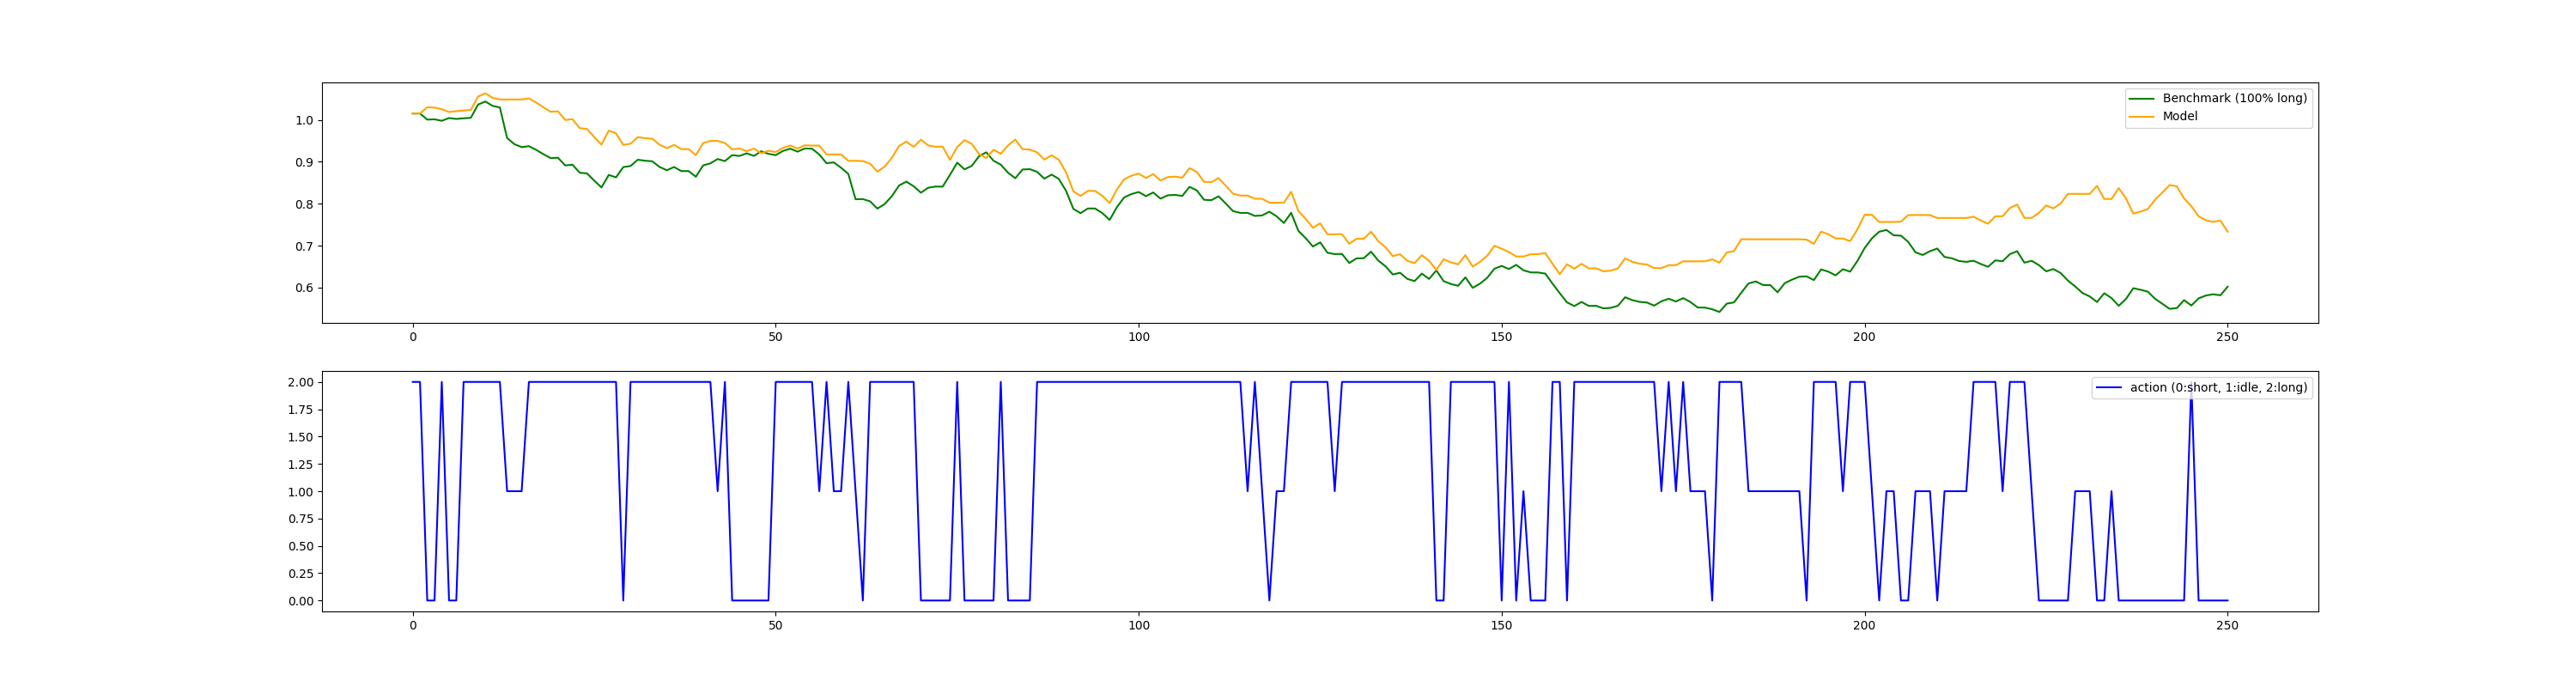 Benchmark (100% long)
Model
1.0
0.9
0.8
0.7
0.6
0 50 100 150 200 250
action (0:short, 1:idle, 2:long)
2.00
1.75
1.50
1.25
1.00
0.75
0.50
0.25
0.00
0 50 100 150 200 250